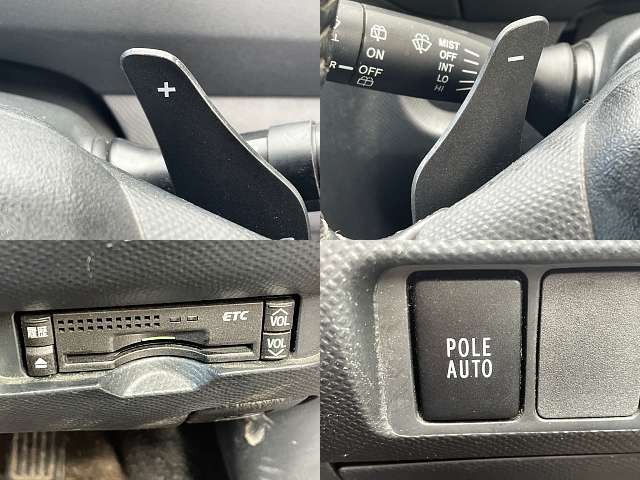 +
-
ON
OFF
MIST
OFF
INT
LO
HI
履歴
ETC
VOL
VOL
POLE
AUTO